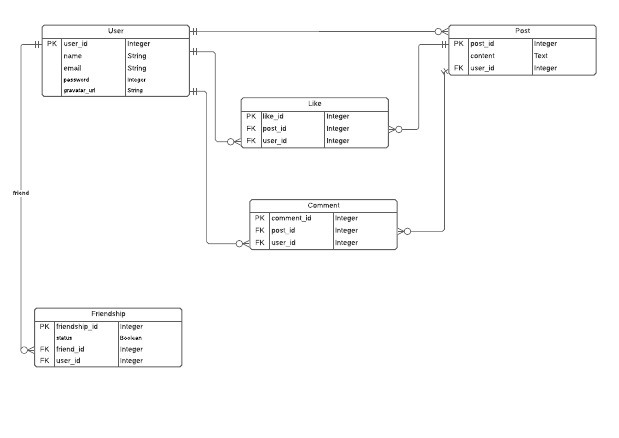 User
PK user_id Integer
name String
email String
password Integer
gravatar_url String
Post
PK post_id Integer
content Text
FK user_id Integer
Like
PK like_id Integer
FK post_id Integer
FK user_id Integer
friend
Comment
PK comment_id Integer
FK post_id Integer
FK user_id Integer
Friendship
PK friendship_id Integer
status Boolean
FK friend_id Integer
FK user_id Integer